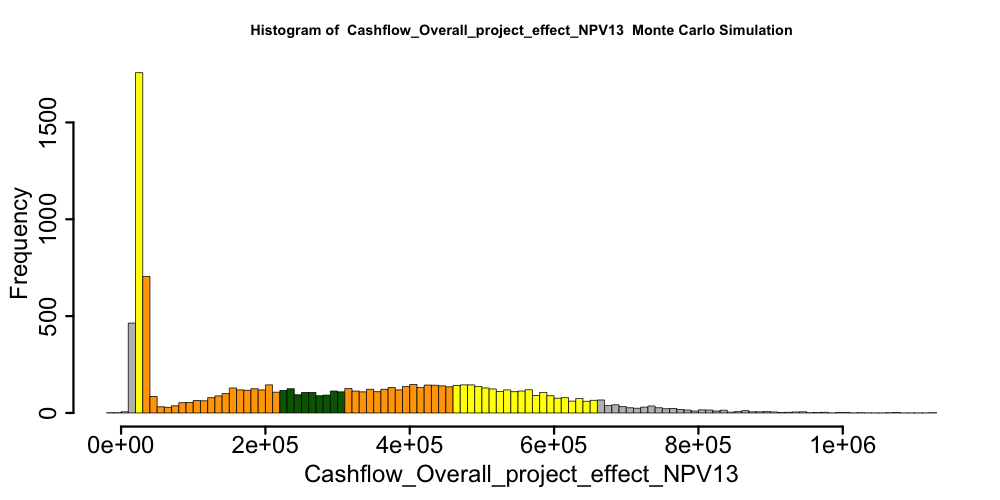 Histogram of  Cashflow_Overall_project_effect_NPV13  Monte Carlo Simulation
Frequency
1500
1000
500
0
0e+00 2e+05 4e+05 6e+05 8e+05 1e+06
Cashflow_Overall_project_effect_NPV13